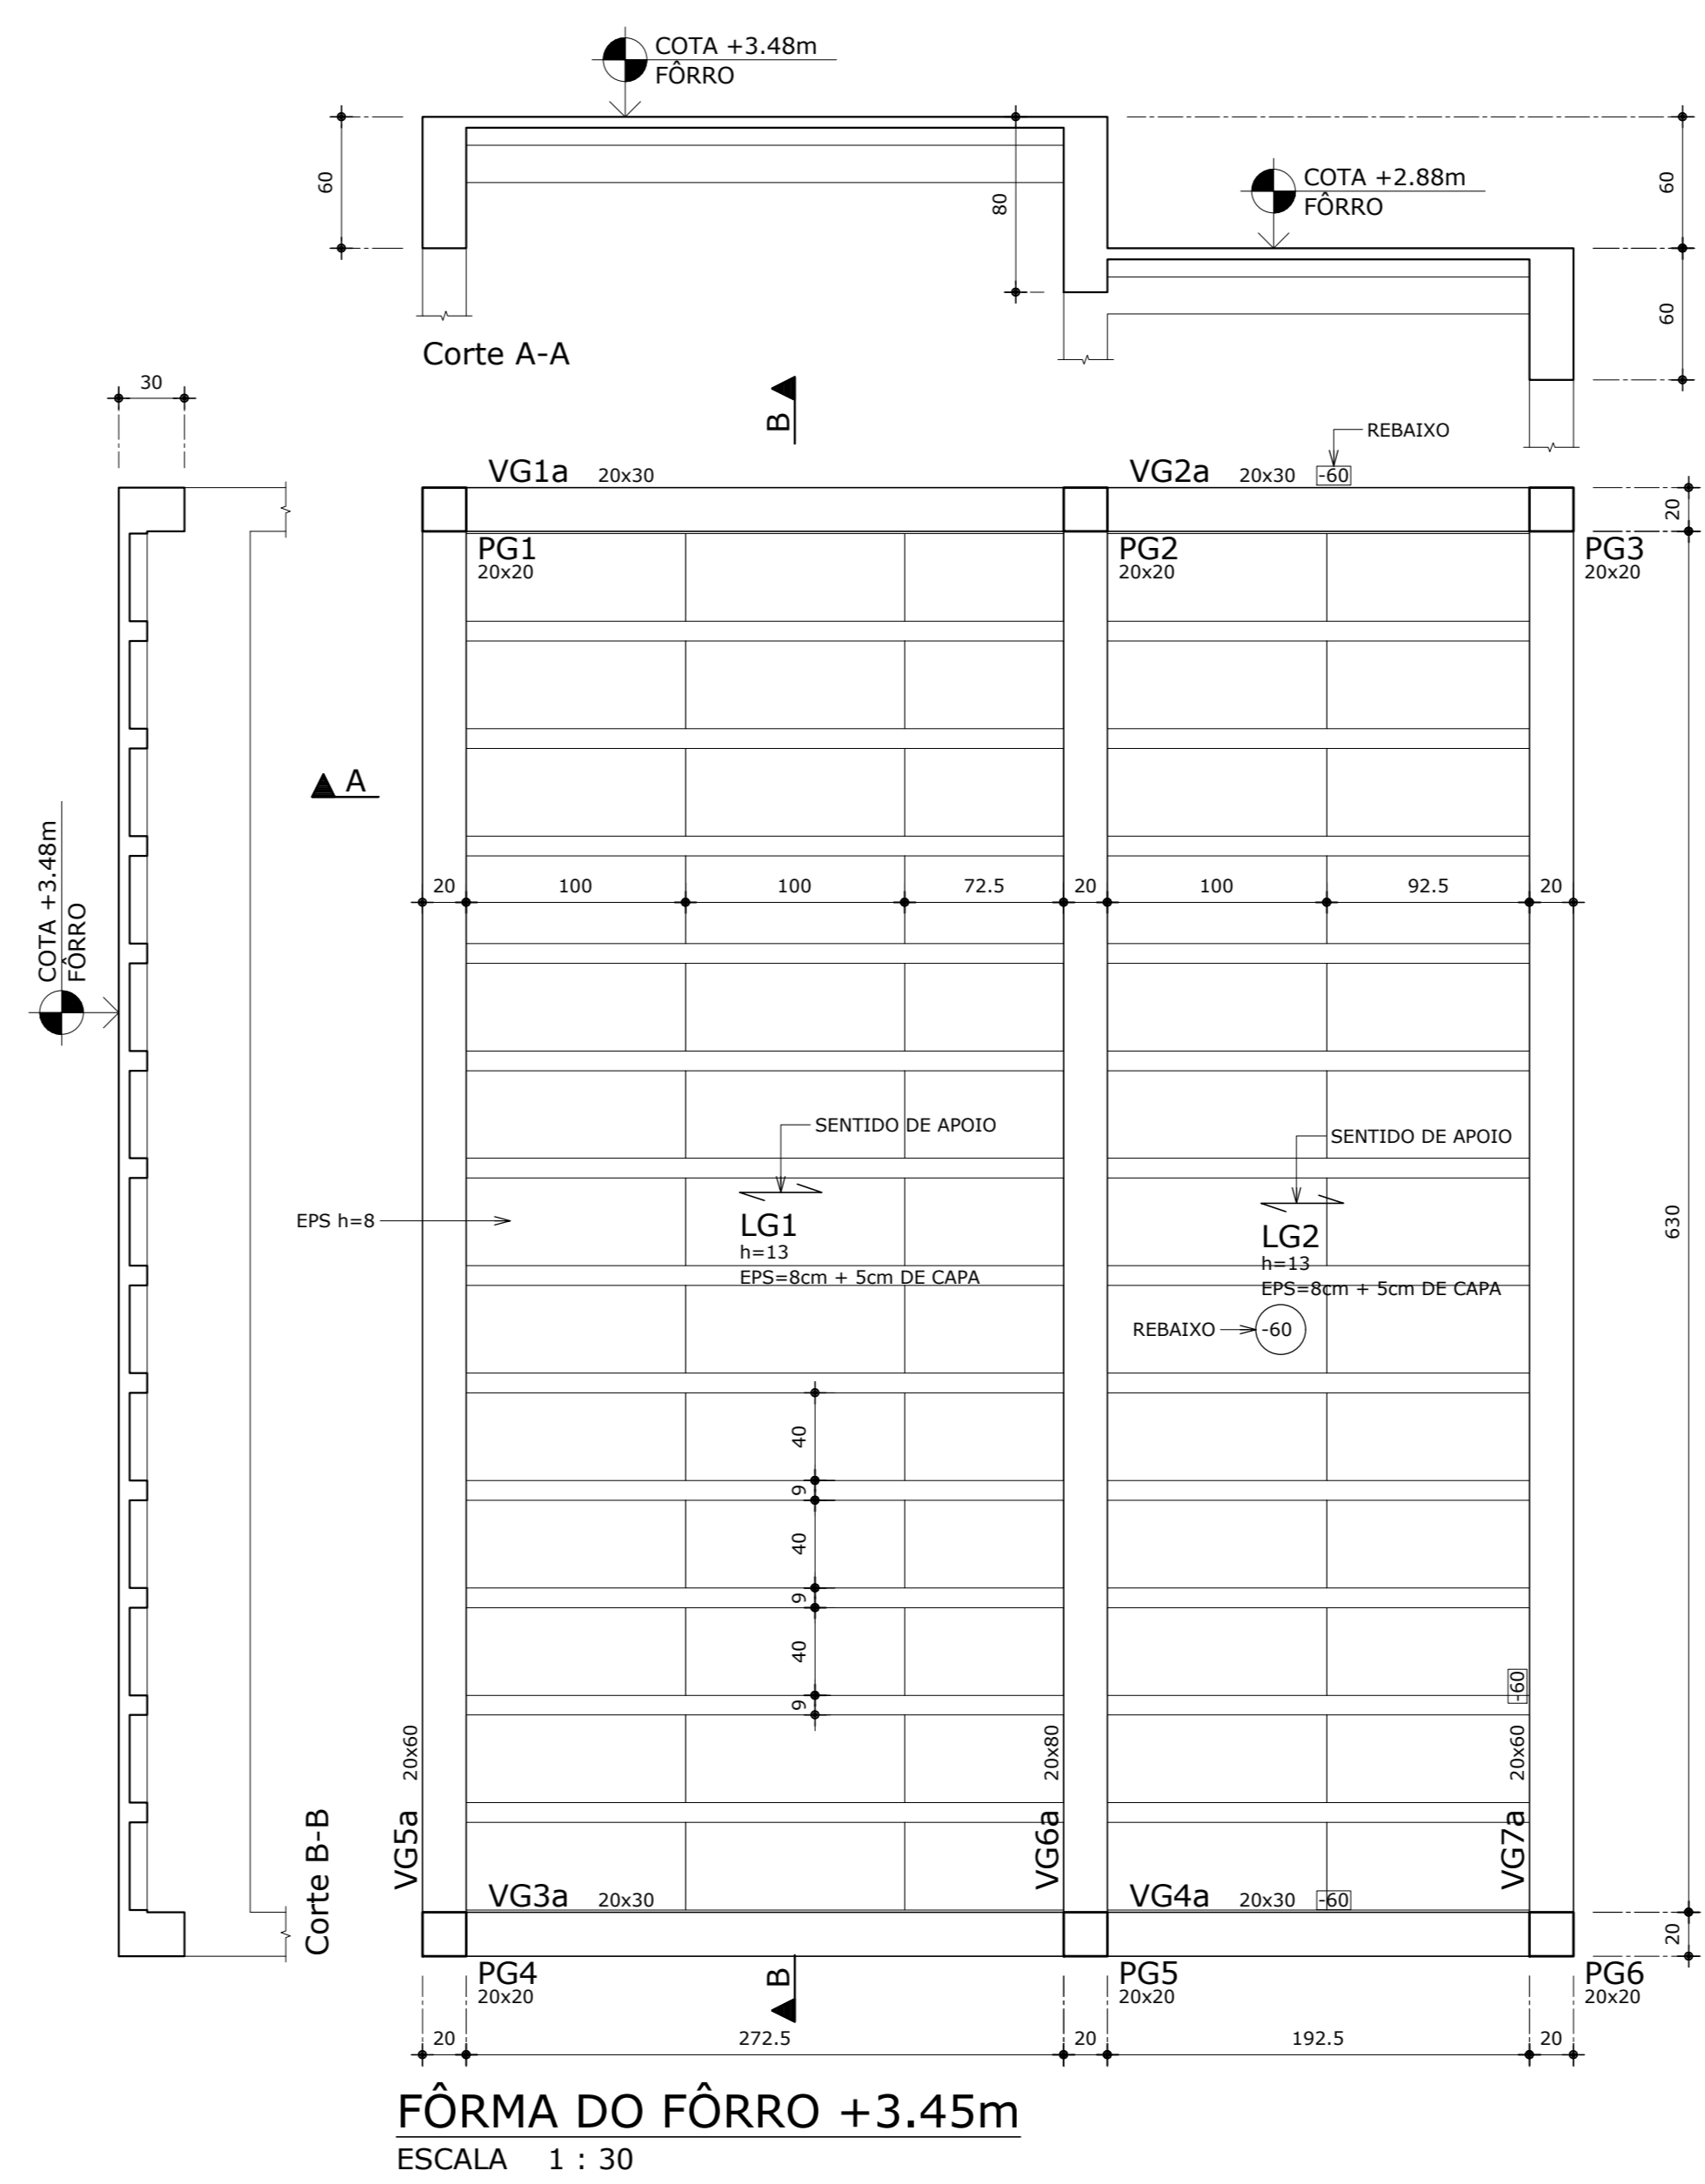 COTA +3.48m
FÔRRO
60
80
COTA +2.88m
FÔRRO
60
60
Corte A-A
30
B
REBAIXO
VG1a 20x30
VG2a 20x30 -60
20
PG1
20x20
PG2
20x20
PG3
20x20
A
COTA +3.48m
FÔRRO
20 100 100 72.5 20 100 92.5 20
SENTIDO DE APOIO
SENTIDO DE APOIO
EPS h=8
LG1
h=13
EPS=8cm + 5cm DE CAPA
LG2
h=13
EPS=8cm + 5cm DE CAPA
REBAIXO -60
630
40
9
40
9
40
9
Corte B-B
VG5a 20x60
VG6a 20x80
VG7a 20x60 -60
VG3a 20x30
VG4a 20x30 -60
20
PG4
20x20
B
PG5
20x20
PG6
20x20
20 272.5 20 192.5 20
FÔRMA DO FÔRRO +3.45m
ESCALA 1 : 30